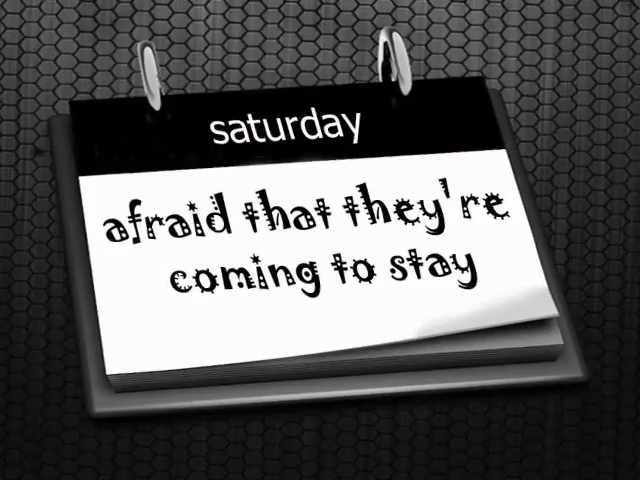 saturday
afraid that they're
coming to stay